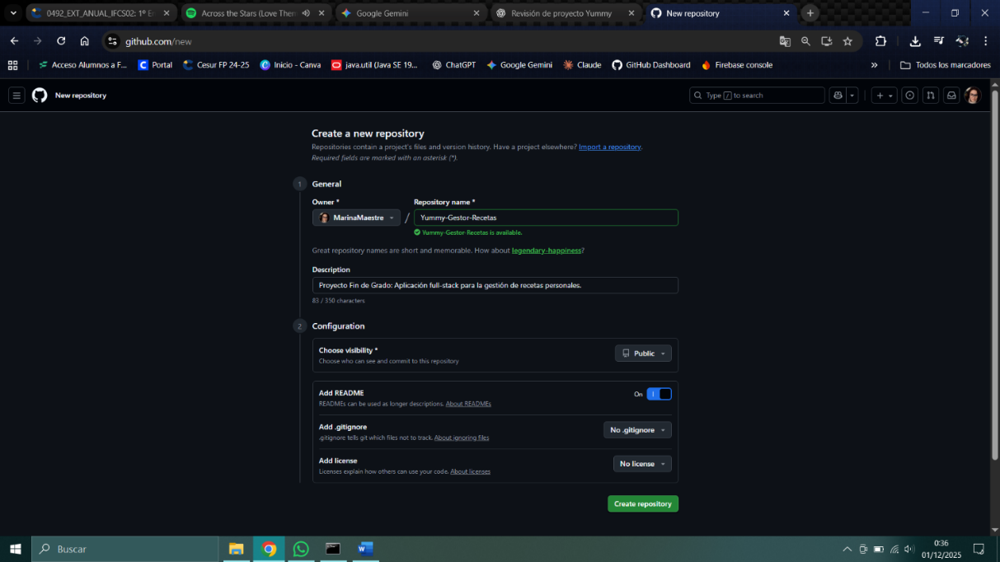 0492_EXT_ANUAL_IFCS02: 1º E
Across the Stars (Love Them
Google Gemini
Revisión de proyecto Yummy
New repository
github.com/new
Acceso Alumnos a F...
Portal
Cesur FP 24-25
Inicio - Canva
java.util (Java SE 19...
ChatGPT
Google Gemini
Claude
GitHub Dashboard
Firebase console
»
Todos los marcadores
New repository
Type / to search
Create a new repository
Repositories contain a project's files and version history. Have a project elsewhere? Import a repository.
Required fields are marked with an asterisk (*).
1 General
Owner * Repository name *
MarinaMaestre / Yummy-Gestor-Recetas
Yummy-Gestor-Recetas is available.
Great repository names are short and memorable. How about legendary-happiness?
Description
Proyecto Fin de Grado: Aplicación full-stack para la gestión de recetas personales.
83 / 350 characters
2 Configuration
Choose visibility *
Choose who can see and commit to this repository
Public
Add README
READMEs can be used as longer descriptions. About READMEs
On
Add .gitignore
.gitignore tells git which files not to track. About ignoring files
No .gitignore
Add license
Licenses explain how others can use your code. About licenses
No license
Create repository
Buscar
0:36
01/12/2025